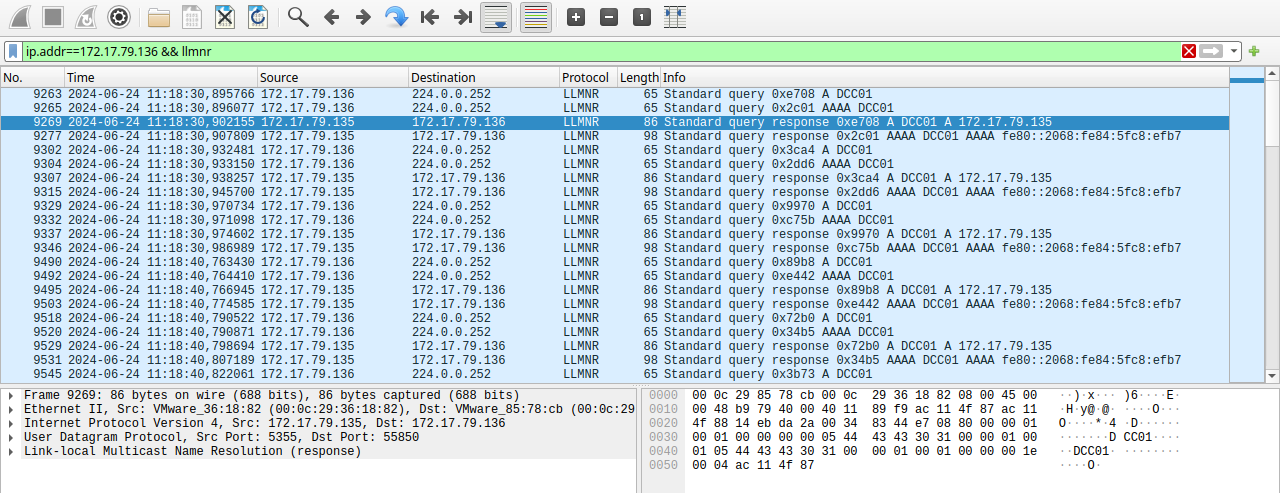 ip.addr==172.17.79.136 && llmnr
No. Time Source Destination Protocol Length Info
9263 2024-06-24 11:18:30,895766 172.17.79.136 224.0.0.252 LLMNR 65 Standard query 0xe708 A DCC01
9265 2024-06-24 11:18:30,896077 172.17.79.136 224.0.0.252 LLMNR 65 Standard query 0x2c01 AAAA DCC01
9269 2024-06-24 11:18:30,902155 172.17.79.135 172.17.79.136 LLMNR 86 Standard query response 0xe708 A DCC01 A 172.17.79.135
9277 2024-06-24 11:18:30,907809 172.17.79.135 172.17.79.136 LLMNR 98 Standard query response 0x2c01 AAAA DCC01 AAAA fe80::2068:fe84:5fc8:efb7
9302 2024-06-24 11:18:30,932481 172.17.79.136 224.0.0.252 LLMNR 65 Standard query 0x3ca4 A DCC01
9304 2024-06-24 11:18:30,933150 172.17.79.136 224.0.0.252 LLMNR 65 Standard query 0x2dd6 AAAA DCC01
9307 2024-06-24 11:18:30,938257 172.17.79.135 172.17.79.136 LLMNR 86 Standard query response 0x3ca4 A DCC01 A 172.17.79.135
9315 2024-06-24 11:18:30,945700 172.17.79.135 172.17.79.136 LLMNR 98 Standard query response 0x2dd6 AAAA DCC01 AAAA fe80::2068:fe84:5fc8:efb7
9329 2024-06-24 11:18:30,970734 172.17.79.136 224.0.0.252 LLMNR 65 Standard query 0x9970 A DCC01
9332 2024-06-24 11:18:30,971098 172.17.79.136 224.0.0.252 LLMNR 65 Standard query 0xc75b AAAA DCC01
9337 2024-06-24 11:18:30,974602 172.17.79.135 172.17.79.136 LLMNR 86 Standard query response 0x9970 A DCC01 A 172.17.79.135
9346 2024-06-24 11:18:30,986989 172.17.79.135 172.17.79.136 LLMNR 98 Standard query response 0xc75b AAAA DCC01 AAAA fe80::2068:fe84:5fc8:efb7
9490 2024-06-24 11:18:40,763430 172.17.79.136 224.0.0.252 LLMNR 65 Standard query 0x89b8 A DCC01
9492 2024-06-24 11:18:40,764410 172.17.79.136 224.0.0.252 LLMNR 65 Standard query 0xe442 AAAA DCC01
9495 2024-06-24 11:18:40,766945 172.17.79.135 172.17.79.136 LLMNR 86 Standard query response 0x89b8 A DCC01 A 172.17.79.135
9503 2024-06-24 11:18:40,774585 172.17.79.135 172.17.79.136 LLMNR 98 Standard query response 0xe442 AAAA DCC01 AAAA fe80::2068:fe84:5fc8:efb7
9518 2024-06-24 11:18:40,790522 172.17.79.136 224.0.0.252 LLMNR 65 Standard query 0x72b0 A DCC01
9520 2024-06-24 11:18:40,790871 172.17.79.136 224.0.0.252 LLMNR 65 Standard query 0x34b5 AAAA DCC01
9529 2024-06-24 11:18:40,798694 172.17.79.135 172.17.79.136 LLMNR 86 Standard query response 0x72b0 A DCC01 A 172.17.79.135
9531 2024-06-24 11:18:40,807189 172.17.79.135 172.17.79.136 LLMNR 98 Standard query response 0x34b5 AAAA DCC01 AAAA fe80::2068:fe84:5fc8:efb7
9545 2024-06-24 11:18:40,822061 172.17.79.136 224.0.0.252 LLMNR 65 Standard query 0x3b73 A DCC01
Frame 9269: 86 bytes on wire (688 bits), 86 bytes captured (688 bits)
Ethernet II, Src: VMware_36:18:82 (00:0c:29:36:18:82), Dst: VMware_85:78:cb (00:0c:29
Internet Protocol Version 4, Src: 172.17.79.135, Dst: 172.17.79.136
User Datagram Protocol, Src Port: 5355, Dst Port: 55850
Link-local Multicast Name Resolution (response)
0000 00 0c 29 85 78 cb 00 0c 29 36 18 82 08 00 45 00 ··)·x··· )6····E·
0010 00 48 b9 79 40 00 40 11 89 f9 ac 11 4f 87 ac 11 ·H·y@·@· ····O···
0020 4f 88 14 eb da 2a 00 34 83 44 e7 08 80 00 00 01 O····*·4 ·D······
0030 00 01 00 00 00 00 05 44 43 43 30 31 00 00 01 00 ·······D CC01····
0040 01 05 44 43 43 30 31 00 00 01 00 01 00 00 00 1e ··DCC01· ········
0050 00 04 ac 11 4f 87 ····O·